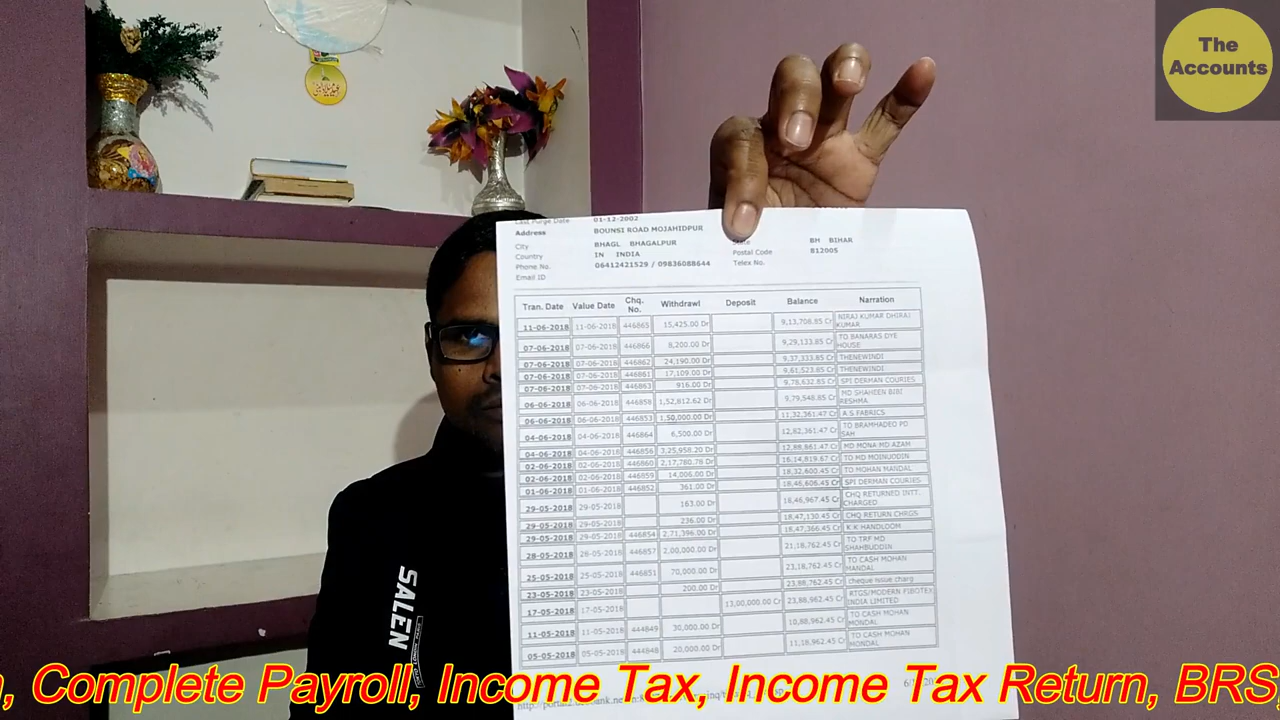 The
Accounts
Last Purge Date 01-12-2002
Address BOUNSI ROAD MOJAHIDPUR
City BHAGL BHAGALPUR State BH BIHAR
Country IN INDIA Postal Code 812005
Phone No. 06412421529 / 09836088644 Telex No.
Email ID
Tran. Date Value Date Chq. No. Withdrawl Deposit Balance Narration
11-06-2018 11-06-2018 446865 15,425.00 Dr 9,13,708.85 Cr NIRAJ KUMAR DHIRAJ KUMAR
07-06-2018 07-06-2018 446866 8,200.00 Dr 9,29,133.85 Cr TO BANARAS DYE HOUSE
07-06-2018 07-06-2018 446862 24,190.00 Dr 9,37,333.85 Cr THENEWINDI
07-06-2018 07-06-2018 446861 17,109.00 Dr 9,61,523.85 Cr THENEWINDI
07-06-2018 07-06-2018 446863 916.00 Dr 9,78,632.85 Cr SPI DERMAN COURIES
06-06-2018 06-06-2018 446858 1,52,812.62 Dr 9,79,548.85 Cr MD SHAHEEN BIBI RESHMA
06-06-2018 06-06-2018 446853 1,50,000.00 Dr 11,32,361.47 Cr A.S.FABRICS
04-06-2018 04-06-2018 446864 6,500.00 Dr 12,82,361.47 Cr TO BRAMHADEO PD SAH
04-06-2018 04-06-2018 446856 3,25,958.20 Dr 12,88,861.47 Cr MD MONA MD AZAM
02-06-2018 02-06-2018 446860 2,17,780.78 Dr 16,14,819.67 Cr TO MD MOINUDDIN
02-06-2018 02-06-2018 446859 14,006.00 Dr 18,32,600.45 Cr TO MOHAN MANDAL
01-06-2018 01-06-2018 446852 361.00 Dr 18,46,606.45 Cr SPI DERMAN COURIES
29-05-2018 29-05-2018 163.00 Dr 18,46,967.45 Cr CHQ RETURNED INTT. CHARGED
29-05-2018 29-05-2018 236.00 Dr 18,47,130.45 Cr CHQ RETURN CHRGS
29-05-2018 29-05-2018 446854 2,71,396.00 Dr 18,47,366.45 Cr K.K HANDLOOM
28-05-2018 28-05-2018 446857 2,00,000.00 Dr 21,18,762.45 Cr TO TRF MD SHAHBUDDIN
25-05-2018 25-05-2018 446851 70,000.00 Dr 23,18,762.45 Cr TO CASH MOHAN MANDAL
23-05-2018 23-05-2018 200.00 Dr 23,88,762.45 Cr cheque issue charg
17-05-2018 17-05-2018 13,00,000.00 Cr 23,88,962.45 Cr RTGS/MODERN FIBOTEX INDIA LIMITED
11-05-2018 11-05-2018 444849 30,000.00 Dr 10,88,962.45 Cr TO CASH MOHAN MONDAL
05-05-2018 05-05-2018 444848 20,000.00 Dr 11,18,962.45 Cr TO CASH MOHAN MONDAL
SALEN
Complete Payroll, Income Tax, Income Tax Return, BRS,